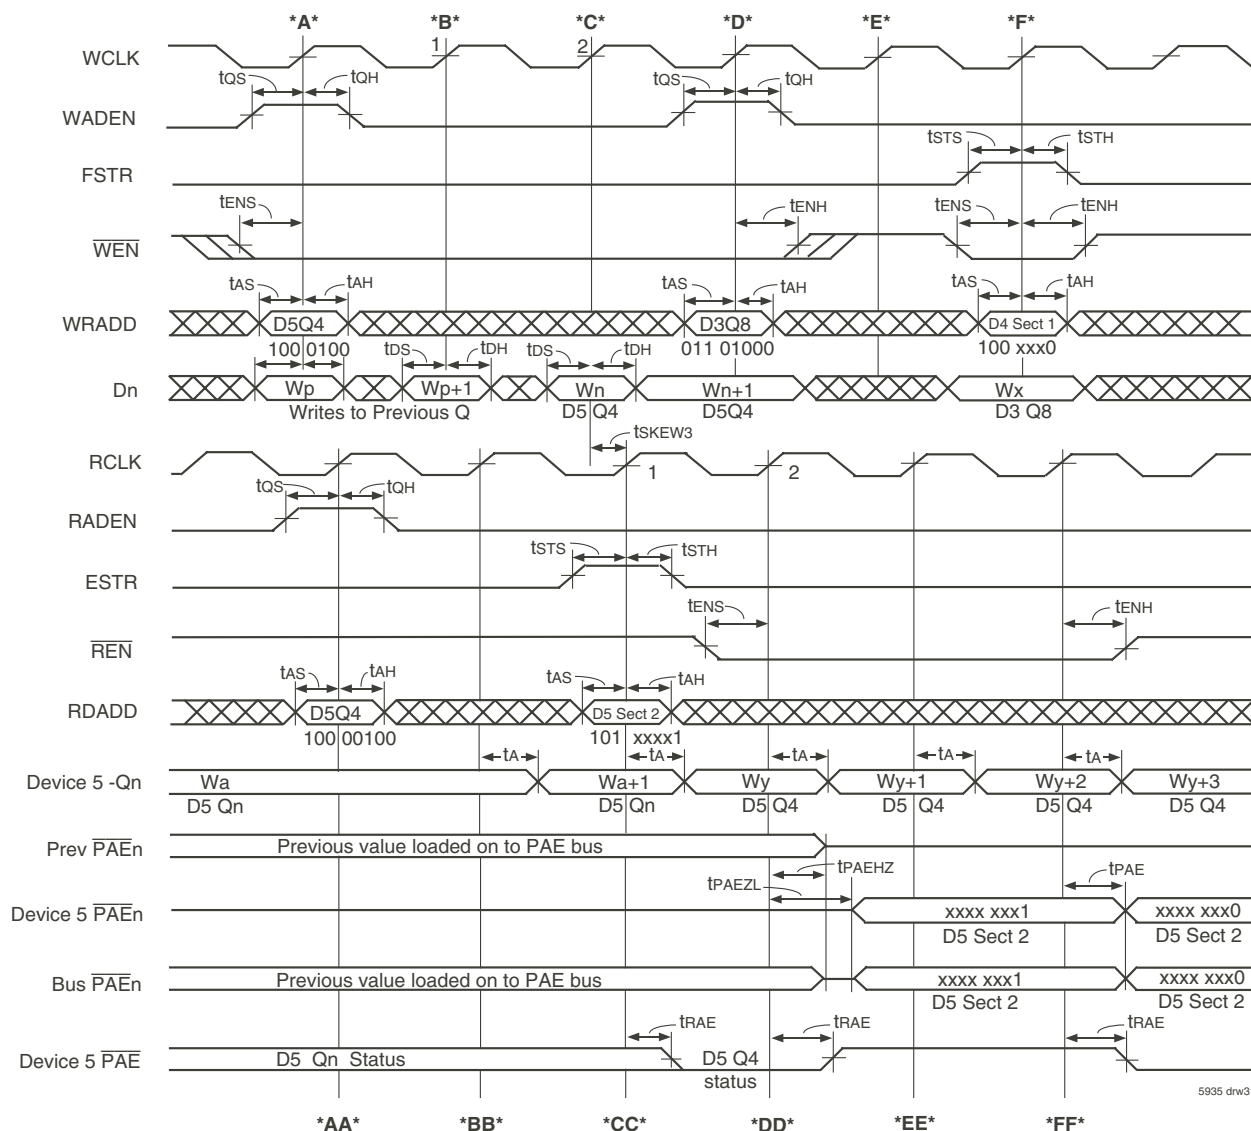 *A* *B* *C* *D* *E* *F*
WCLK 1 2
tQS tQH tQS tQH
WADEN
tSTS tSTH
FSTR
tENS tENH tENS tENH
WEN
tAS tAH tAS tAH tAS tAH
WRADD D5Q4 D3Q8 D4 Sect 1
100 0100 011 01000 100 xxx0
tDS tDH tDS tDH
Dn Wp Wp+1 Wn Wn+1 Wx
Writes to Previous Q D5 Q4 D5Q4 D3 Q8
tSKEW3
RCLK 1 2
tQS tQH
RADEN
tSTS tSTH
ESTR
tENS tENH
REN
tAS tAH tAS tAH
RDADD D5Q4 D5 Sect 2
100 00100 101 xxxx1
tA tA tA tA tA
Device 5 -Qn Wa Wa+1 Wy Wy+1 Wy+2 Wy+3
D5 Qn D5 Qn D5 Q4 D5 Q4 D5 Q4 D5 Q4
Prev PAEn Previous value loaded on to PAE bus
tPAEHZ tPAE
tPAEZL
Device 5 PAEn xxxx xxx1 xxxx xxx0
D5 Sect 2 D5 Sect 2
Bus PAEn Previous value loaded on to PAE bus xxxx xxx1 xxxx xxx0
D5 Sect 2 D5 Sect 2
tRAE tRAE tRAE
Device 5 PAE D5 Qn Status D5 Q4
status
5935 drw3
*AA* *BB* *CC* *DD* *EE* *FF*